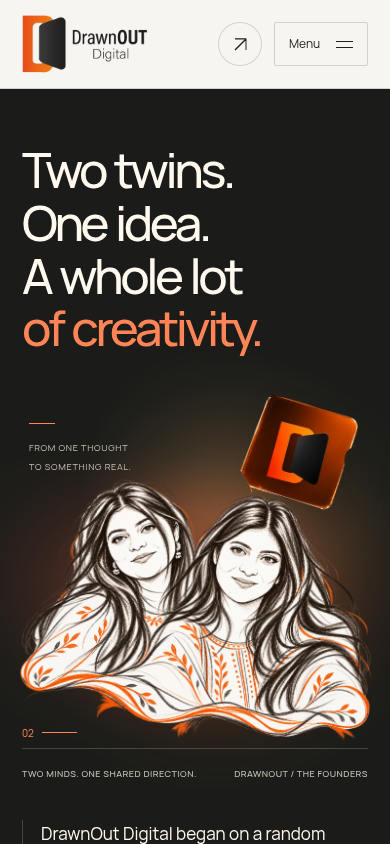 DrawnOUT
Digital
Menu
Two twins.
One idea.
A whole lot
of creativity.
FROM ONE THOUGHT
TO SOMETHING REAL.
02
TWO MINDS. ONE SHARED DIRECTION.
DRAWNOUT / THE FOUNDERS
DrawnOut Digital began on a random